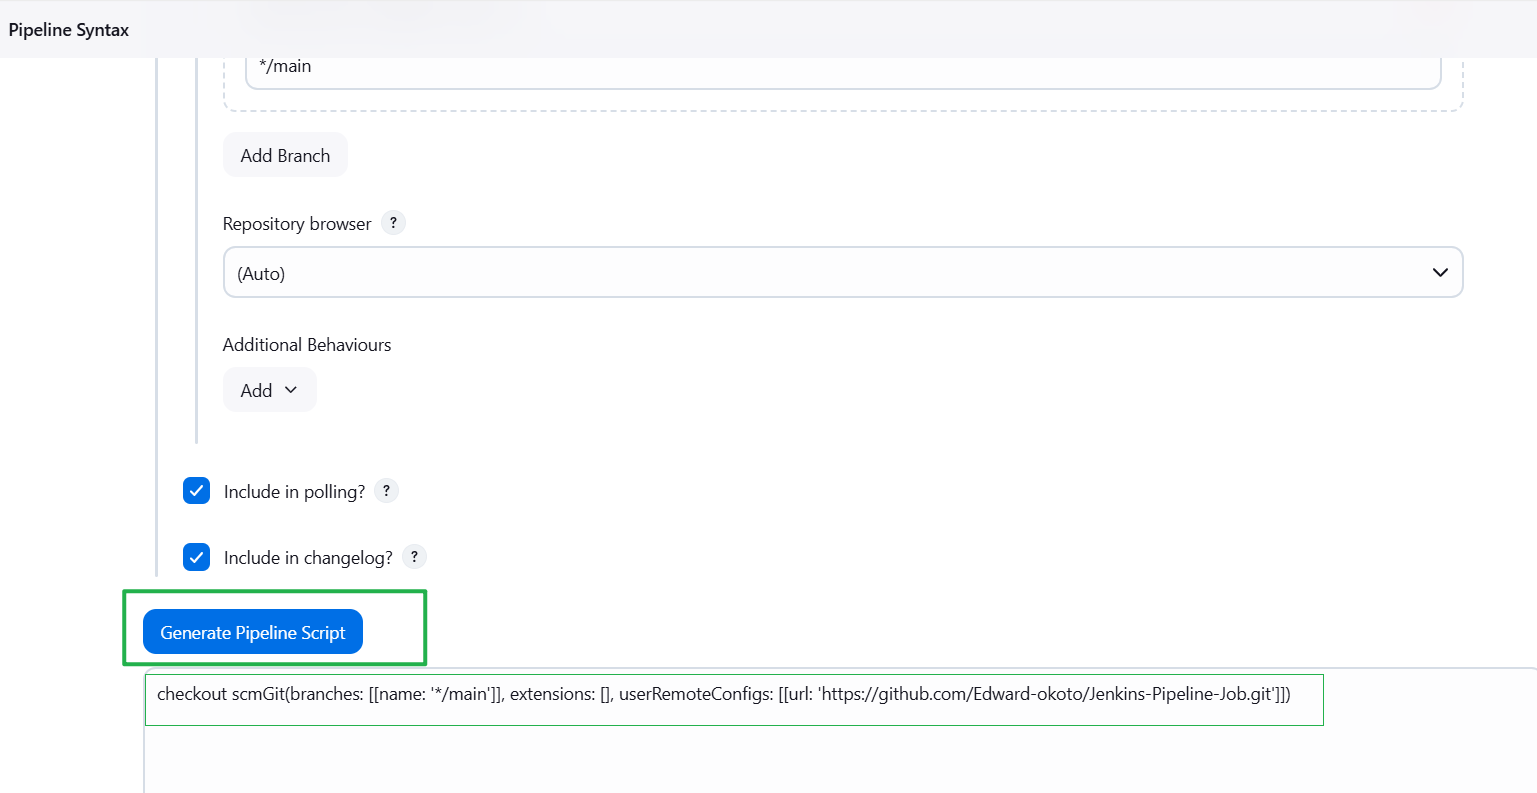 Pipeline Syntax
*/main
Add Branch
Repository browser ?
(Auto)
Additional Behaviours
Add
Include in polling? ?
Include in changelog? ?
Generate Pipeline Script
checkout scmGit(branches: [[name: '*/main']], extensions: [], userRemoteConfigs: [[url: 'https://github.com/Edward-okoto/Jenkins-Pipeline-Job.git']])